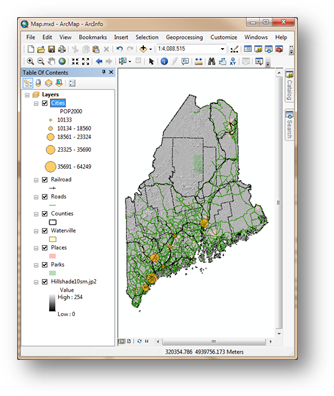 Map.mxd - ArcMap - ArcInfo
File Edit View Bookmarks Insert Selection Geoprocessing Customize Windows Help
1:4,088,515
Table Of Contents
Layers
Cities
POP2000
10133
10134 - 18560
18561 - 23324
23325 - 35690
35691 - 64249
Railroad
Roads
Counties
Waterville
Places
Parks
Hillshade10sm.jp2
Value
High : 254
Low : 0
Catalog
Search
320354.786 4939756.173 Meters